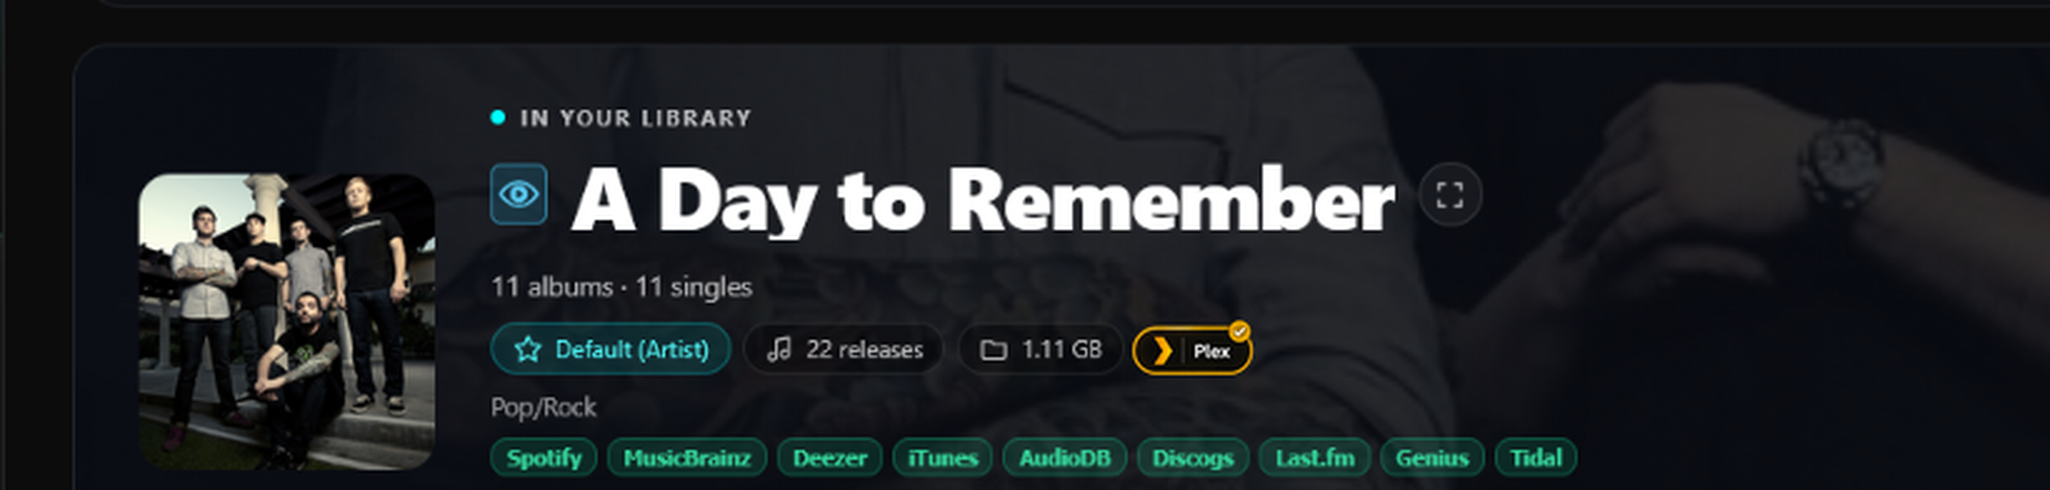 IN YOUR LIBRARY
A Day to Remember
11 albums · 11 singles
Default (Artist) 22 releases 1.11 GB Plex
Pop/Rock
Spotify MusicBrainz Deezer iTunes AudioDB Discogs Last.fm Genius Tidal